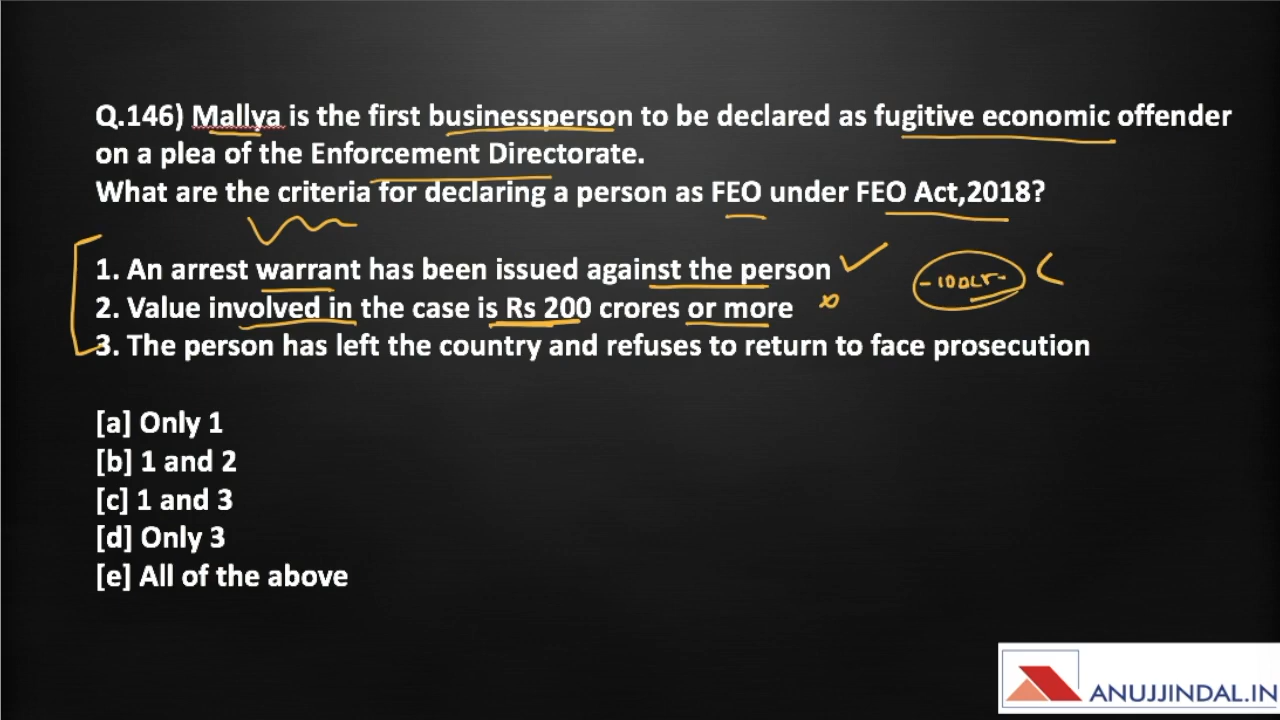 Q.146) Mallya is the first businessperson to be declared as fugitive economic offender
on a plea of the Enforcement Directorate.
What are the criteria for declaring a person as FEO under FEO Act,2018?
1. An arrest warrant has been issued against the person
-100cr-
2. Value involved in the case is Rs 200 crores or more
3. The person has left the country and refuses to return to face prosecution
[a] Only 1
[b] 1 and 2
[c] 1 and 3
[d] Only 3
[e] All of the above
ANUJJINDAL.IN